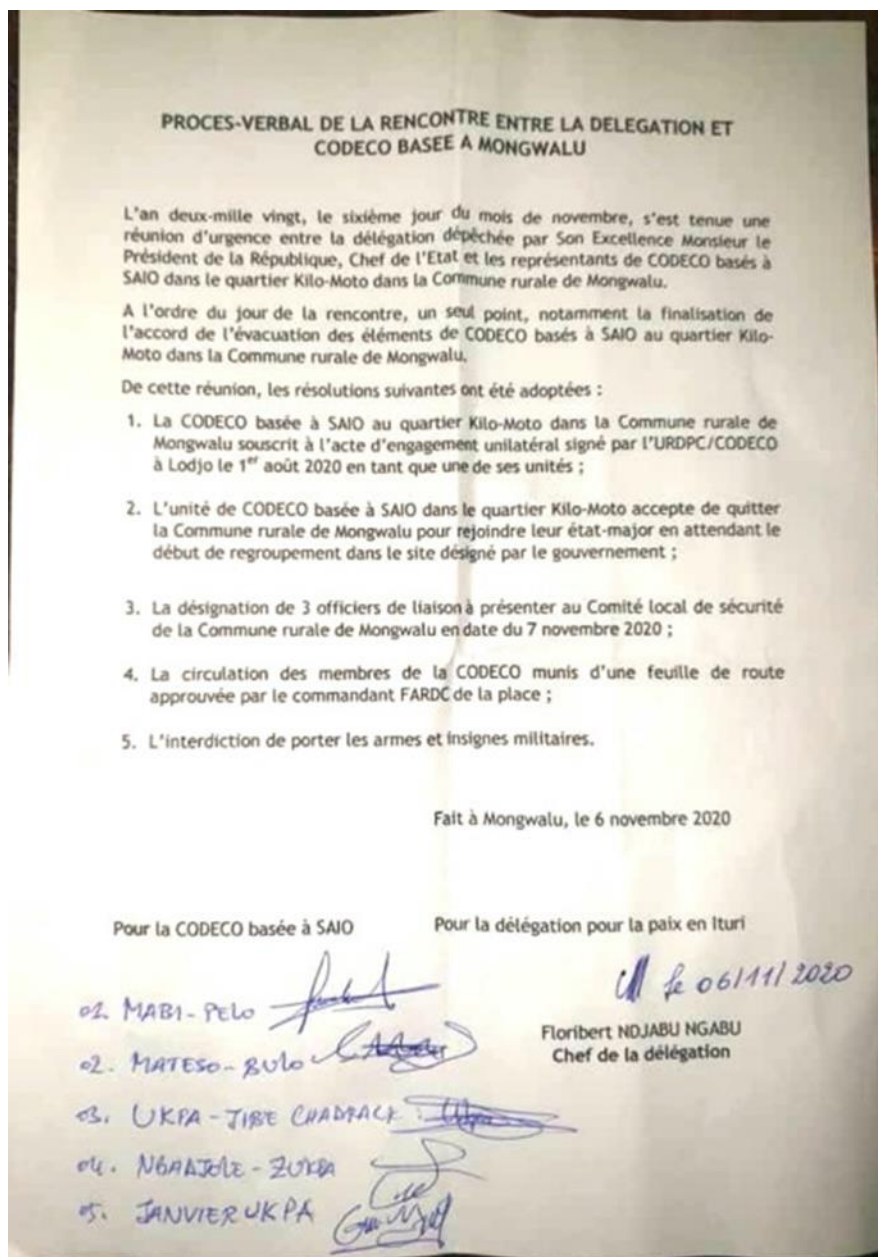 PROCES-VERBAL DE LA RENCONTRE ENTRE LA DELEGATION ET
CODECO BASEE A MONGWALU
L'an deux-mille vingt, le sixième jour du mois de novembre, s'est tenue une
réunion d'urgence entre la délégation dépêchée par Son Excellence Monsieur le
Président de la République, Chef de l'Etat et les représentants de CODECO basés à
SAIO dans le quartier Kilo-Moto dans la Commune rurale de Mongwalu.
A l'ordre du jour de la rencontre, un seul point, notamment la finalisation de
l'accord de l'évacuation des éléments de CODECO basés à SAIO au quartier Kilo-
Moto dans la Commune rurale de Mongwalu.
De cette réunion, les résolutions suivantes ont été adoptées :
1. La CODECO basée à SAIO au quartier Kilo-Moto dans la Commune rurale de
Mongwalu souscrit à l'acte d'engagement unilatéral signé par l'URDPC/CODECO
à Lodjo le 1er août 2020 en tant que une de ses unités ;
2. L'unité de CODECO basée à SAIO dans le quartier Kilo-Moto accepte de quitter
la Commune rurale de Mongwalu pour rejoindre leur état-major en attendant le
début de regroupement dans le site désigné par le gouvernement ;
3. La désignation de 3 officiers de liaison à présenter au Comité local de sécurité
de la Commune rurale de Mongwalu en date du 7 novembre 2020 ;
4. La circulation des membres de la CODECO munis d'une feuille de route
approuvée par le commandant FARDC de la place ;
5. L'interdiction de porter les armes et insignes militaires.
Fait à Mongwalu, le 6 novembre 2020
Pour la CODECO basée à SAIO
Pour la délégation pour la paix en Ituri
le 06/11/2020
Floribert NDJABU NGABU
Chef de la délégation
01. MABI-PELO
02. MATESO-BULO
03. UKPA-JIBE CHADRACK
04. ZUKPA
05. JANVIER UKPA